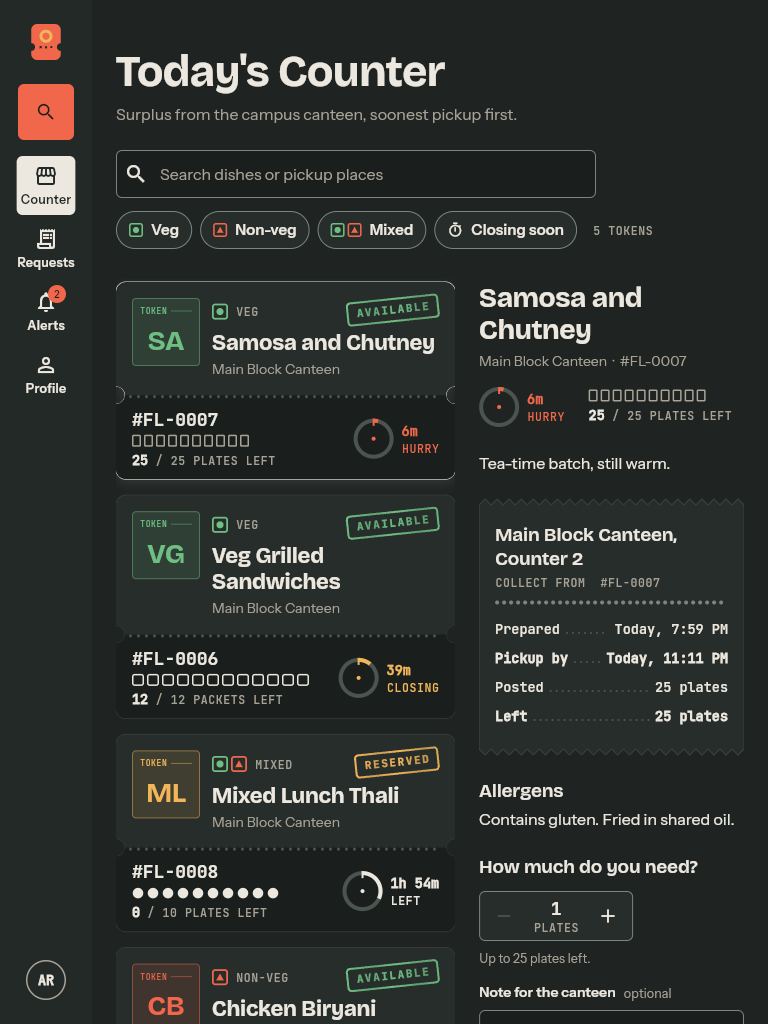 Today's Counter
Surplus from the campus canteen, soonest pickup first.
Search dishes or pickup places
Veg
Non-veg
Mixed
Closing soon
5 TOKENS
Counter
Requests
2
Alerts
Profile
AR
TOKEN
SA
VEG
AVAILABLE
Samosa and Chutney
Main Block Canteen
#FL-0007
25 / 25 PLATES LEFT
6m
HURRY
TOKEN
VG
VEG
AVAILABLE
Veg Grilled
Sandwiches
Main Block Canteen
#FL-0006
12 / 12 PACKETS LEFT
39m
CLOSING
TOKEN
ML
MIXED
RESERVED
Mixed Lunch Thali
Main Block Canteen
#FL-0008
0 / 10 PLATES LEFT
1h 54m
LEFT
TOKEN
CB
NON-VEG
AVAILABLE
Chicken Biryani
Samosa and
Chutney
Main Block Canteen · #FL-0007
6m
HURRY
25 / 25 PLATES LEFT
Tea-time batch, still warm.
Main Block Canteen,
Counter 2
COLLECT FROM #FL-0007
Prepared ....... Today, 7:59 PM
Pickup by ..... Today, 11:11 PM
Posted ................... 25 plates
Left ...................... 25 plates
Allergens
Contains gluten. Fried in shared oil.
How much do you need?
− 1 +
PLATES
Up to 25 plates left.
Note for the canteen optional